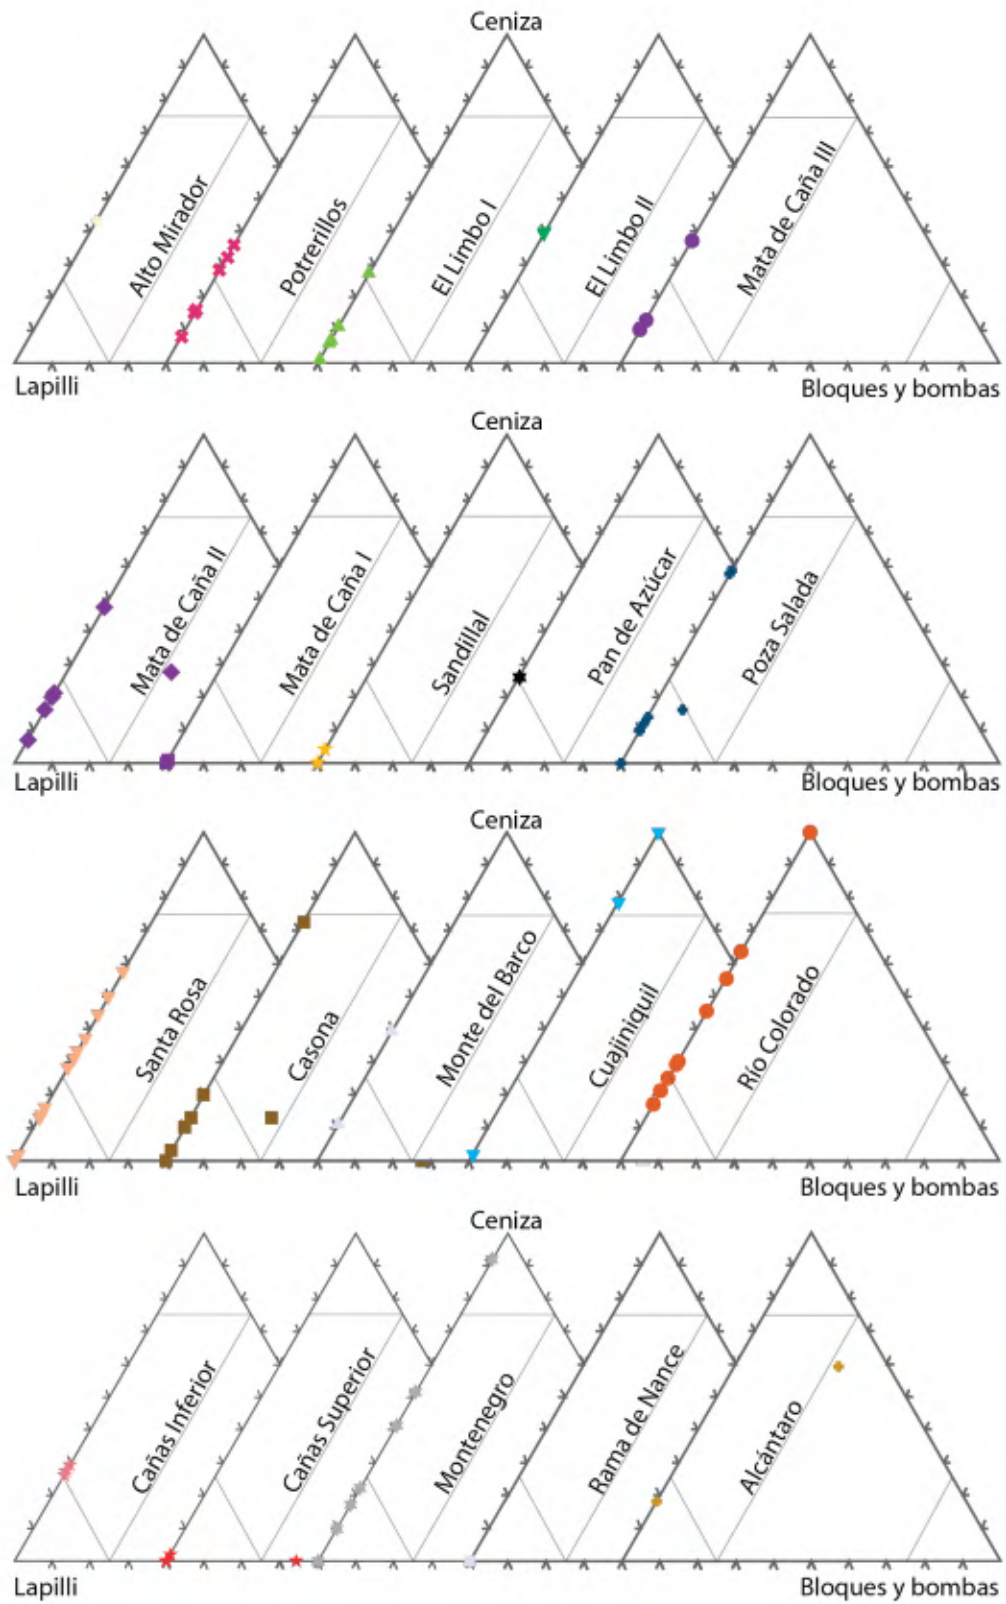 Ceniza
Alto Mirador
Potrerillos
El Limbo I
El Limbo II
Mata de Caña III
Lapilli
Bloques y bombas
Ceniza
Mata de Caña II
Mata de Caña I
Sandillal
Pan de Azúcar
Poza Salada
Lapilli
Bloques y bombas
Ceniza
Santa Rosa
Casona
Monte del Barco
Cuajiniquil
Río Colorado
Lapilli
Bloques y bombas
Ceniza
Cañas Inferior
Cañas Superior
Montenegro
Rama de Nance
Alcántaro
Lapilli
Bloques y bombas